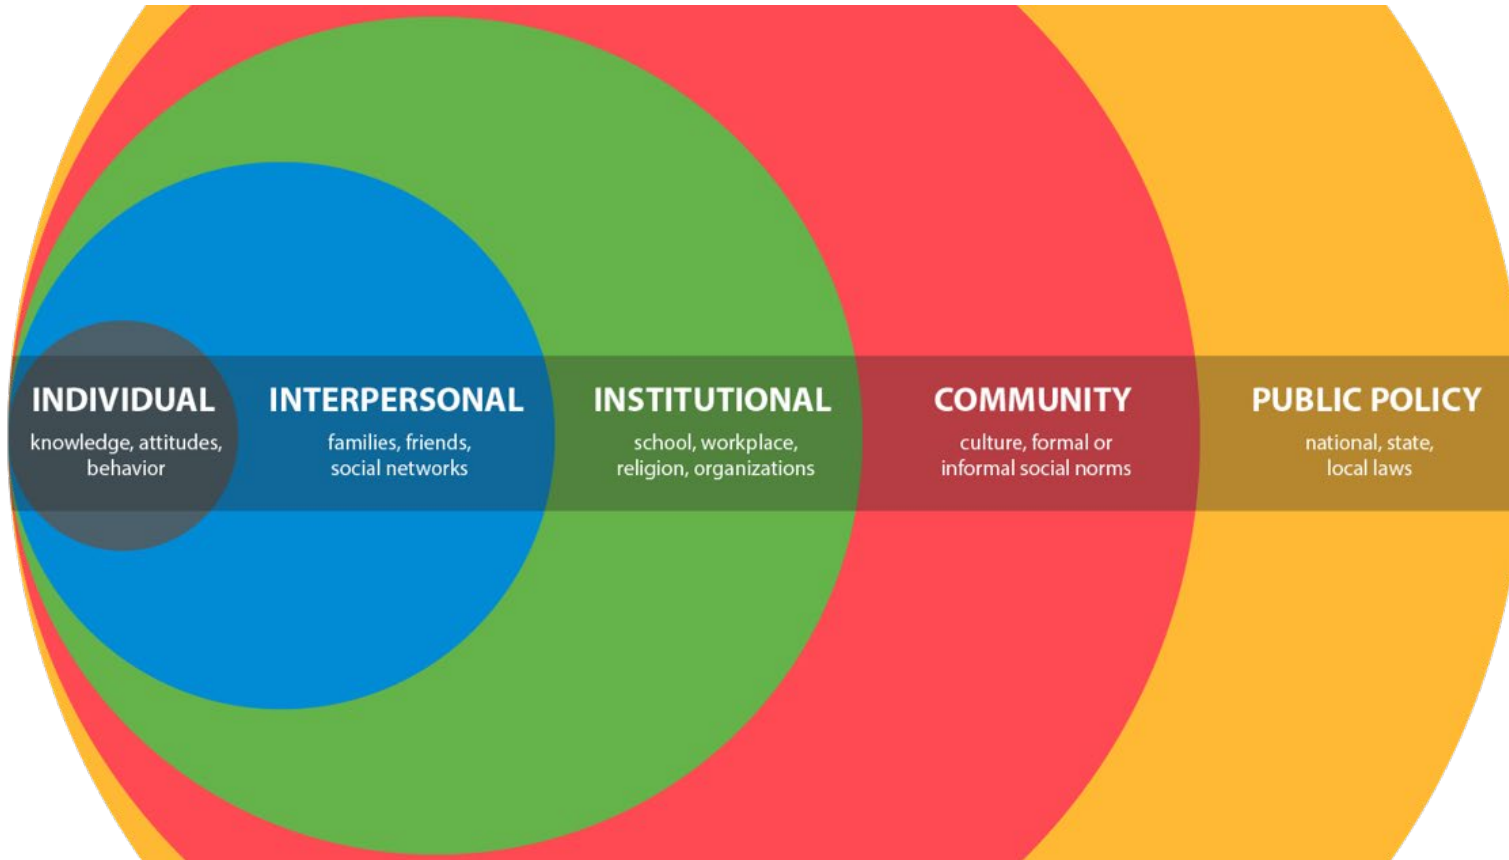 INDIVIDUAL
knowledge, attitudes,
behavior
INTERPERSONAL
families, friends,
social networks
INSTITUTIONAL
school, workplace,
religion, organizations
COMMUNITY
culture, formal or
informal social norms
PUBLIC POLICY
national, state,
local laws